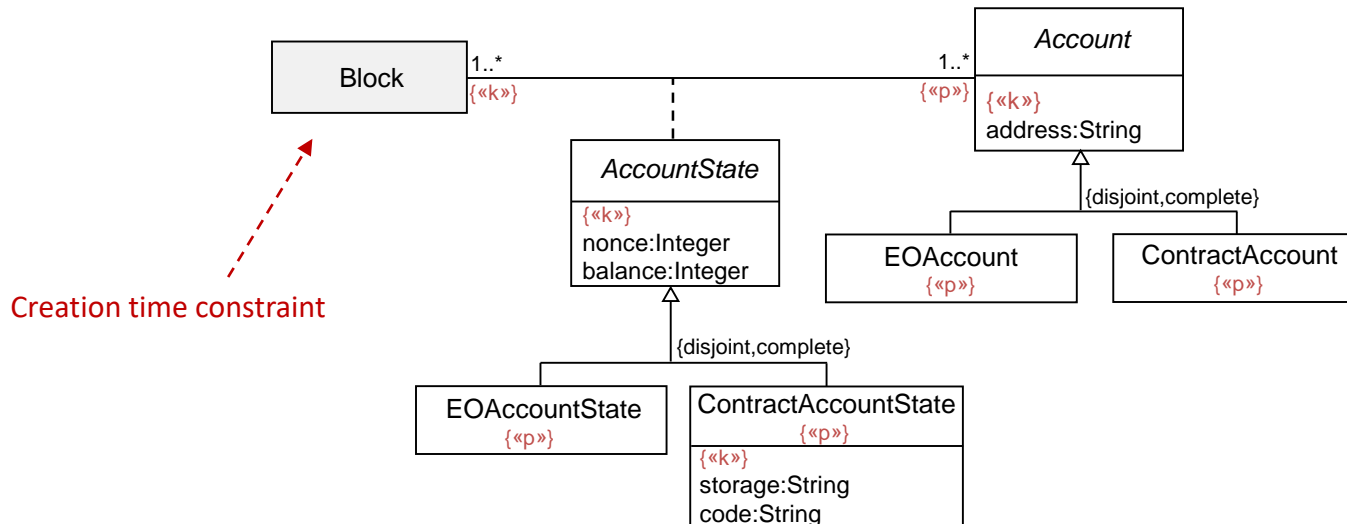 Account
Block
1..*
1..*
{«k»}
{«p»}
{«k»}
address:String
AccountState
{disjoint,complete}
{«k»}
nonce:Integer
balance:Integer
EOAccount
{«p»}
ContractAccount
{«p»}
Creation time constraint
{disjoint,complete}
EOAccountState
{«p»}
ContractAccountState
{«p»}
{«k»}
storage:String
code:String